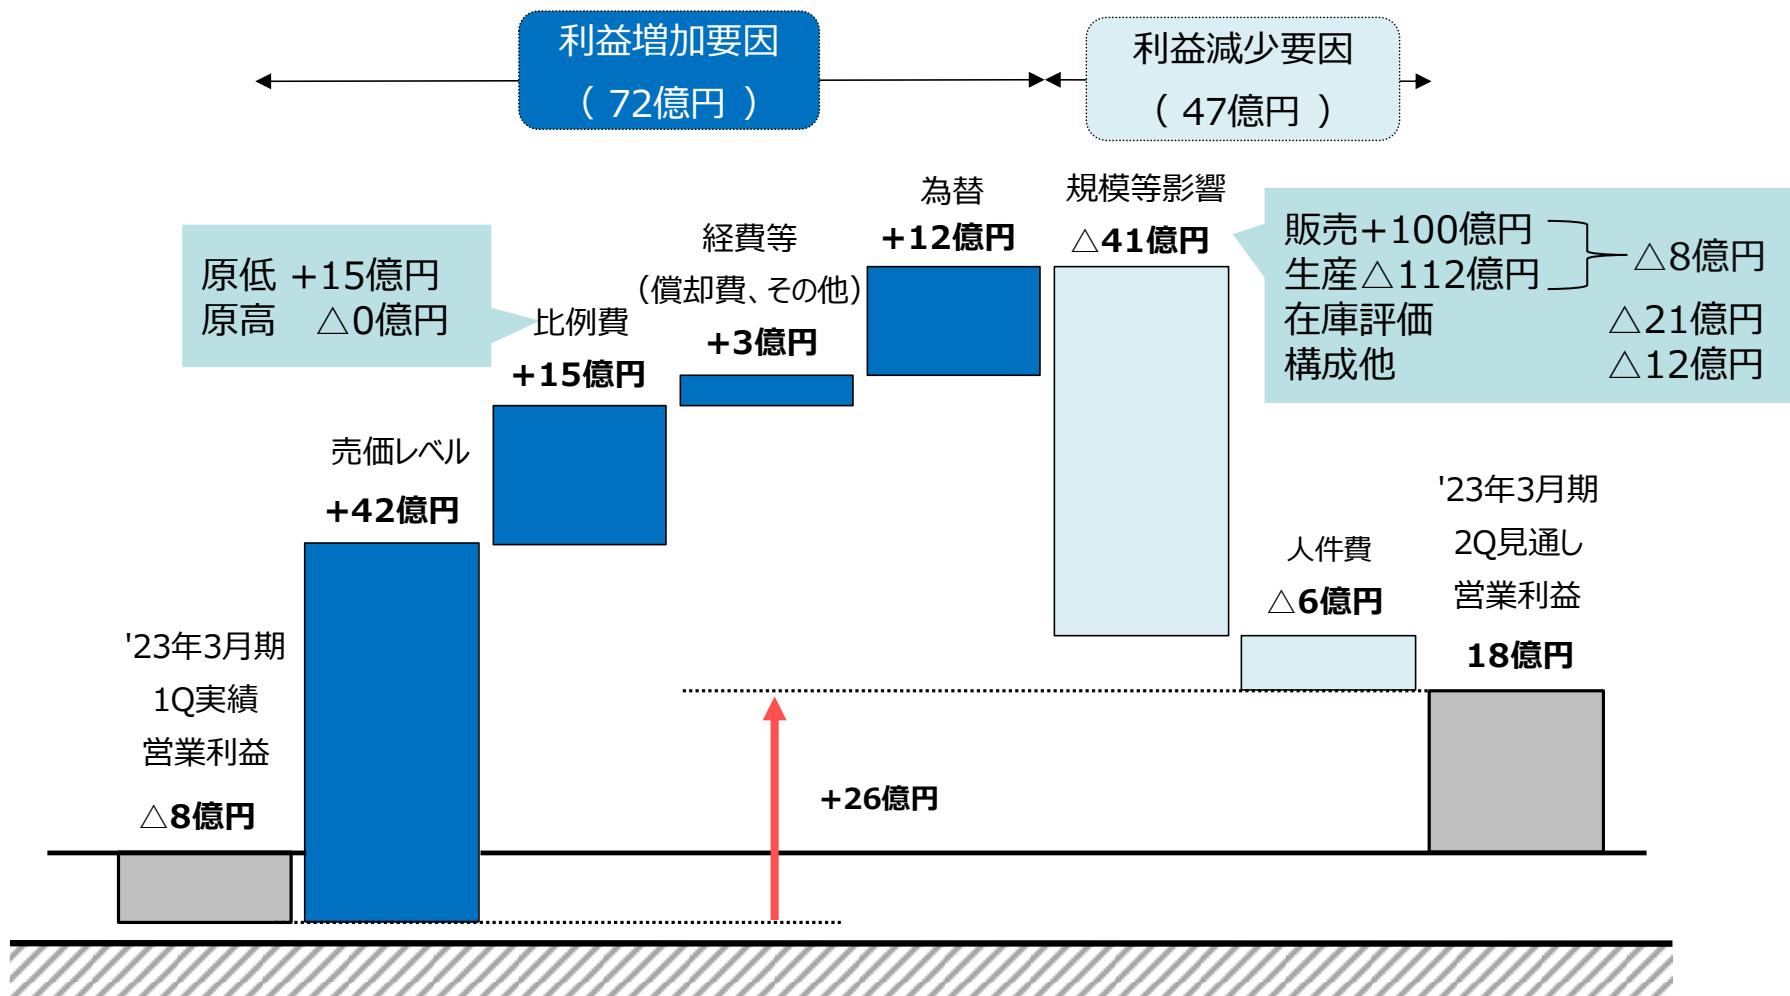 利益増加要因
（ 72億円 ）
利益減少要因
（ 47億円 ）
為替
+12億円
規模等影響
△41億円
販売+100億円
生産△112億円
△8億円
在庫評価 △21億円
構成他 △12億円
経費等
（償却費、その他）
+3億円
原低 +15億円
原高 △0億円
比例費
+15億円
売価レベル
+42億円
'23年3月期
2Q見通し
営業利益
18億円
人件費
△6億円
'23年3月期
1Q実績
営業利益
△8億円
+26億円